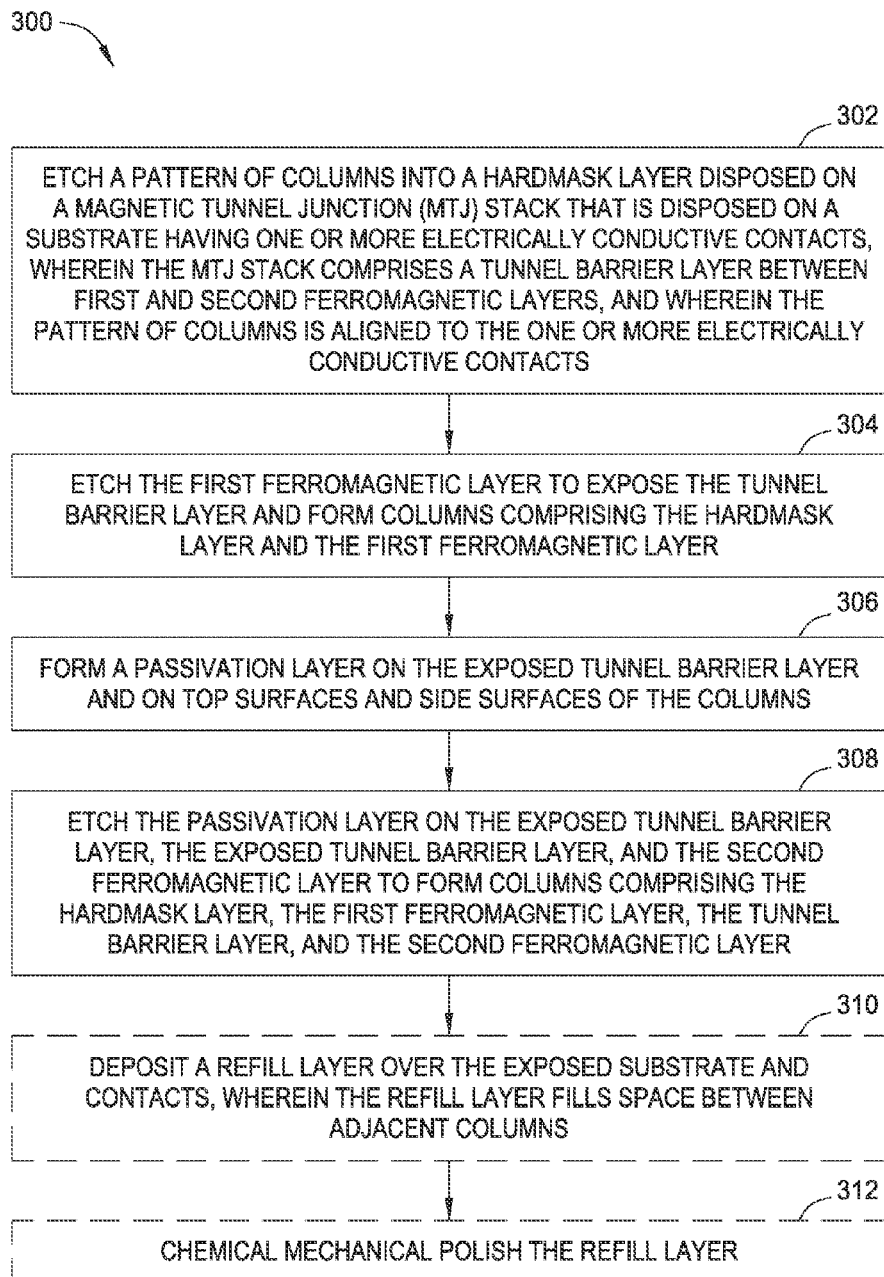 300
302
ETCH A PATTERN OF COLUMNS INTO A HARDMASK LAYER DISPOSED ON
A MAGNETIC TUNNEL JUNCTION (MTJ) STACK THAT IS DISPOSED ON A
SUBSTRATE HAVING ONE OR MORE ELECTRICALLY CONDUCTIVE CONTACTS,
WHEREIN THE MTJ STACK COMPRISES A TUNNEL BARRIER LAYER BETWEEN
FIRST AND SECOND FERROMAGNETIC LAYERS, AND WHEREIN THE
PATTERN OF COLUMNS IS ALIGNED TO THE ONE OR MORE ELECTRICALLY
CONDUCTIVE CONTACTS
304
ETCH THE FIRST FERROMAGNETIC LAYER TO EXPOSE THE TUNNEL
BARRIER LAYER AND FORM COLUMNS COMPRISING THE HARDMASK
LAYER AND THE FIRST FERROMAGNETIC LAYER
306
FORM A PASSIVATION LAYER ON THE EXPOSED TUNNEL BARRIER LAYER
AND ON TOP SURFACES AND SIDE SURFACES OF THE COLUMNS
308
ETCH THE PASSIVATION LAYER ON THE EXPOSED TUNNEL BARRIER
LAYER, THE EXPOSED TUNNEL BARRIER LAYER, AND THE SECOND
FERROMAGNETIC LAYER TO FORM COLUMNS COMPRISING THE
HARDMASK LAYER, THE FIRST FERROMAGNETIC LAYER, THE TUNNEL
BARRIER LAYER, AND THE SECOND FERROMAGNETIC LAYER
310
DEPOSIT A REFILL LAYER OVER THE EXPOSED SUBSTRATE AND
CONTACTS, WHEREIN THE REFILL LAYER FILLS SPACE BETWEEN
ADJACENT COLUMNS
312
CHEMICAL MECHANICAL POLISH THE REFILL LAYER